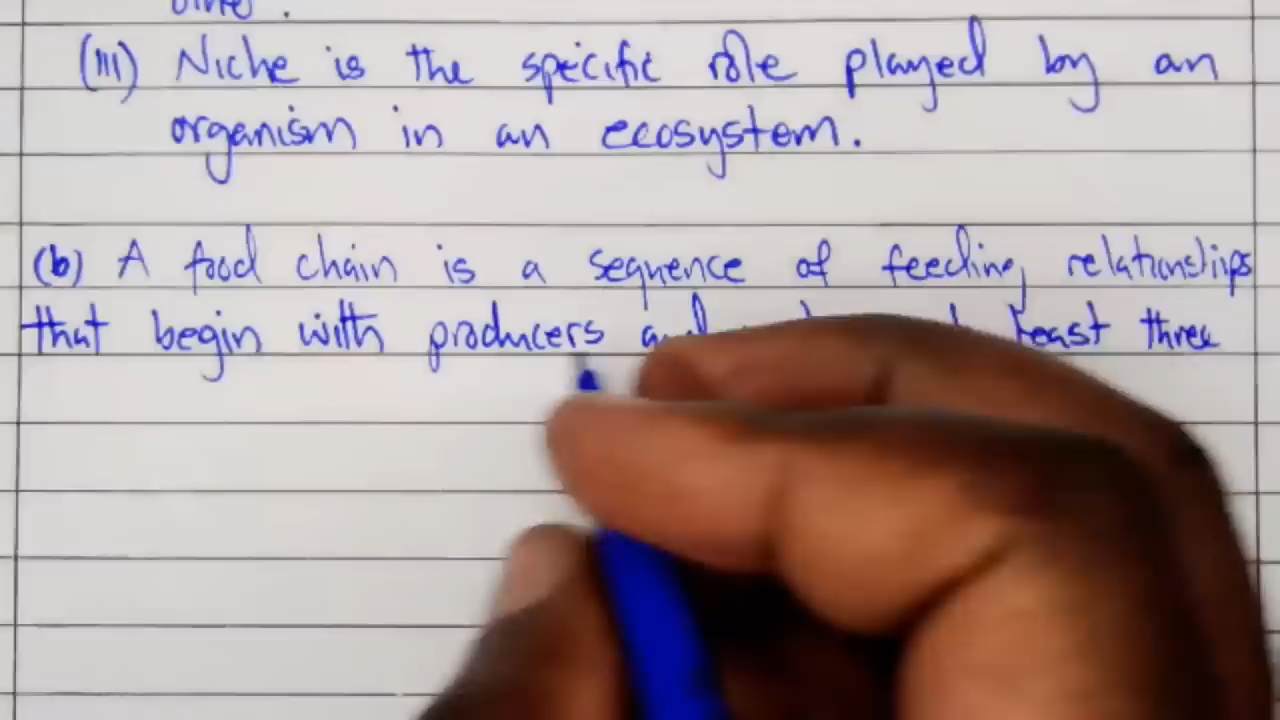 (iii) Niche is the specific role played by an
organism in an ecosystem.
(b) A food chain is a sequence of feeding relationships
that begin with producers and least three